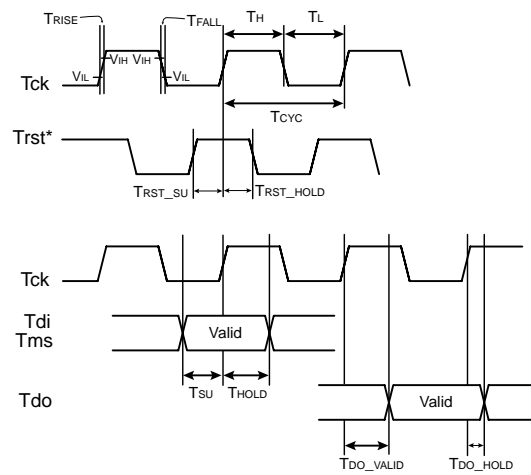 TRISE TFALL TH TL
VIH VIH
VIL VIL
Tck
TCYC
Trst*
TRST_SU TRST_HOLD
Tck
Tdi Valid
Tms
TSU THOLD
Tdo Valid
TDO_VALID TDO_HOLD